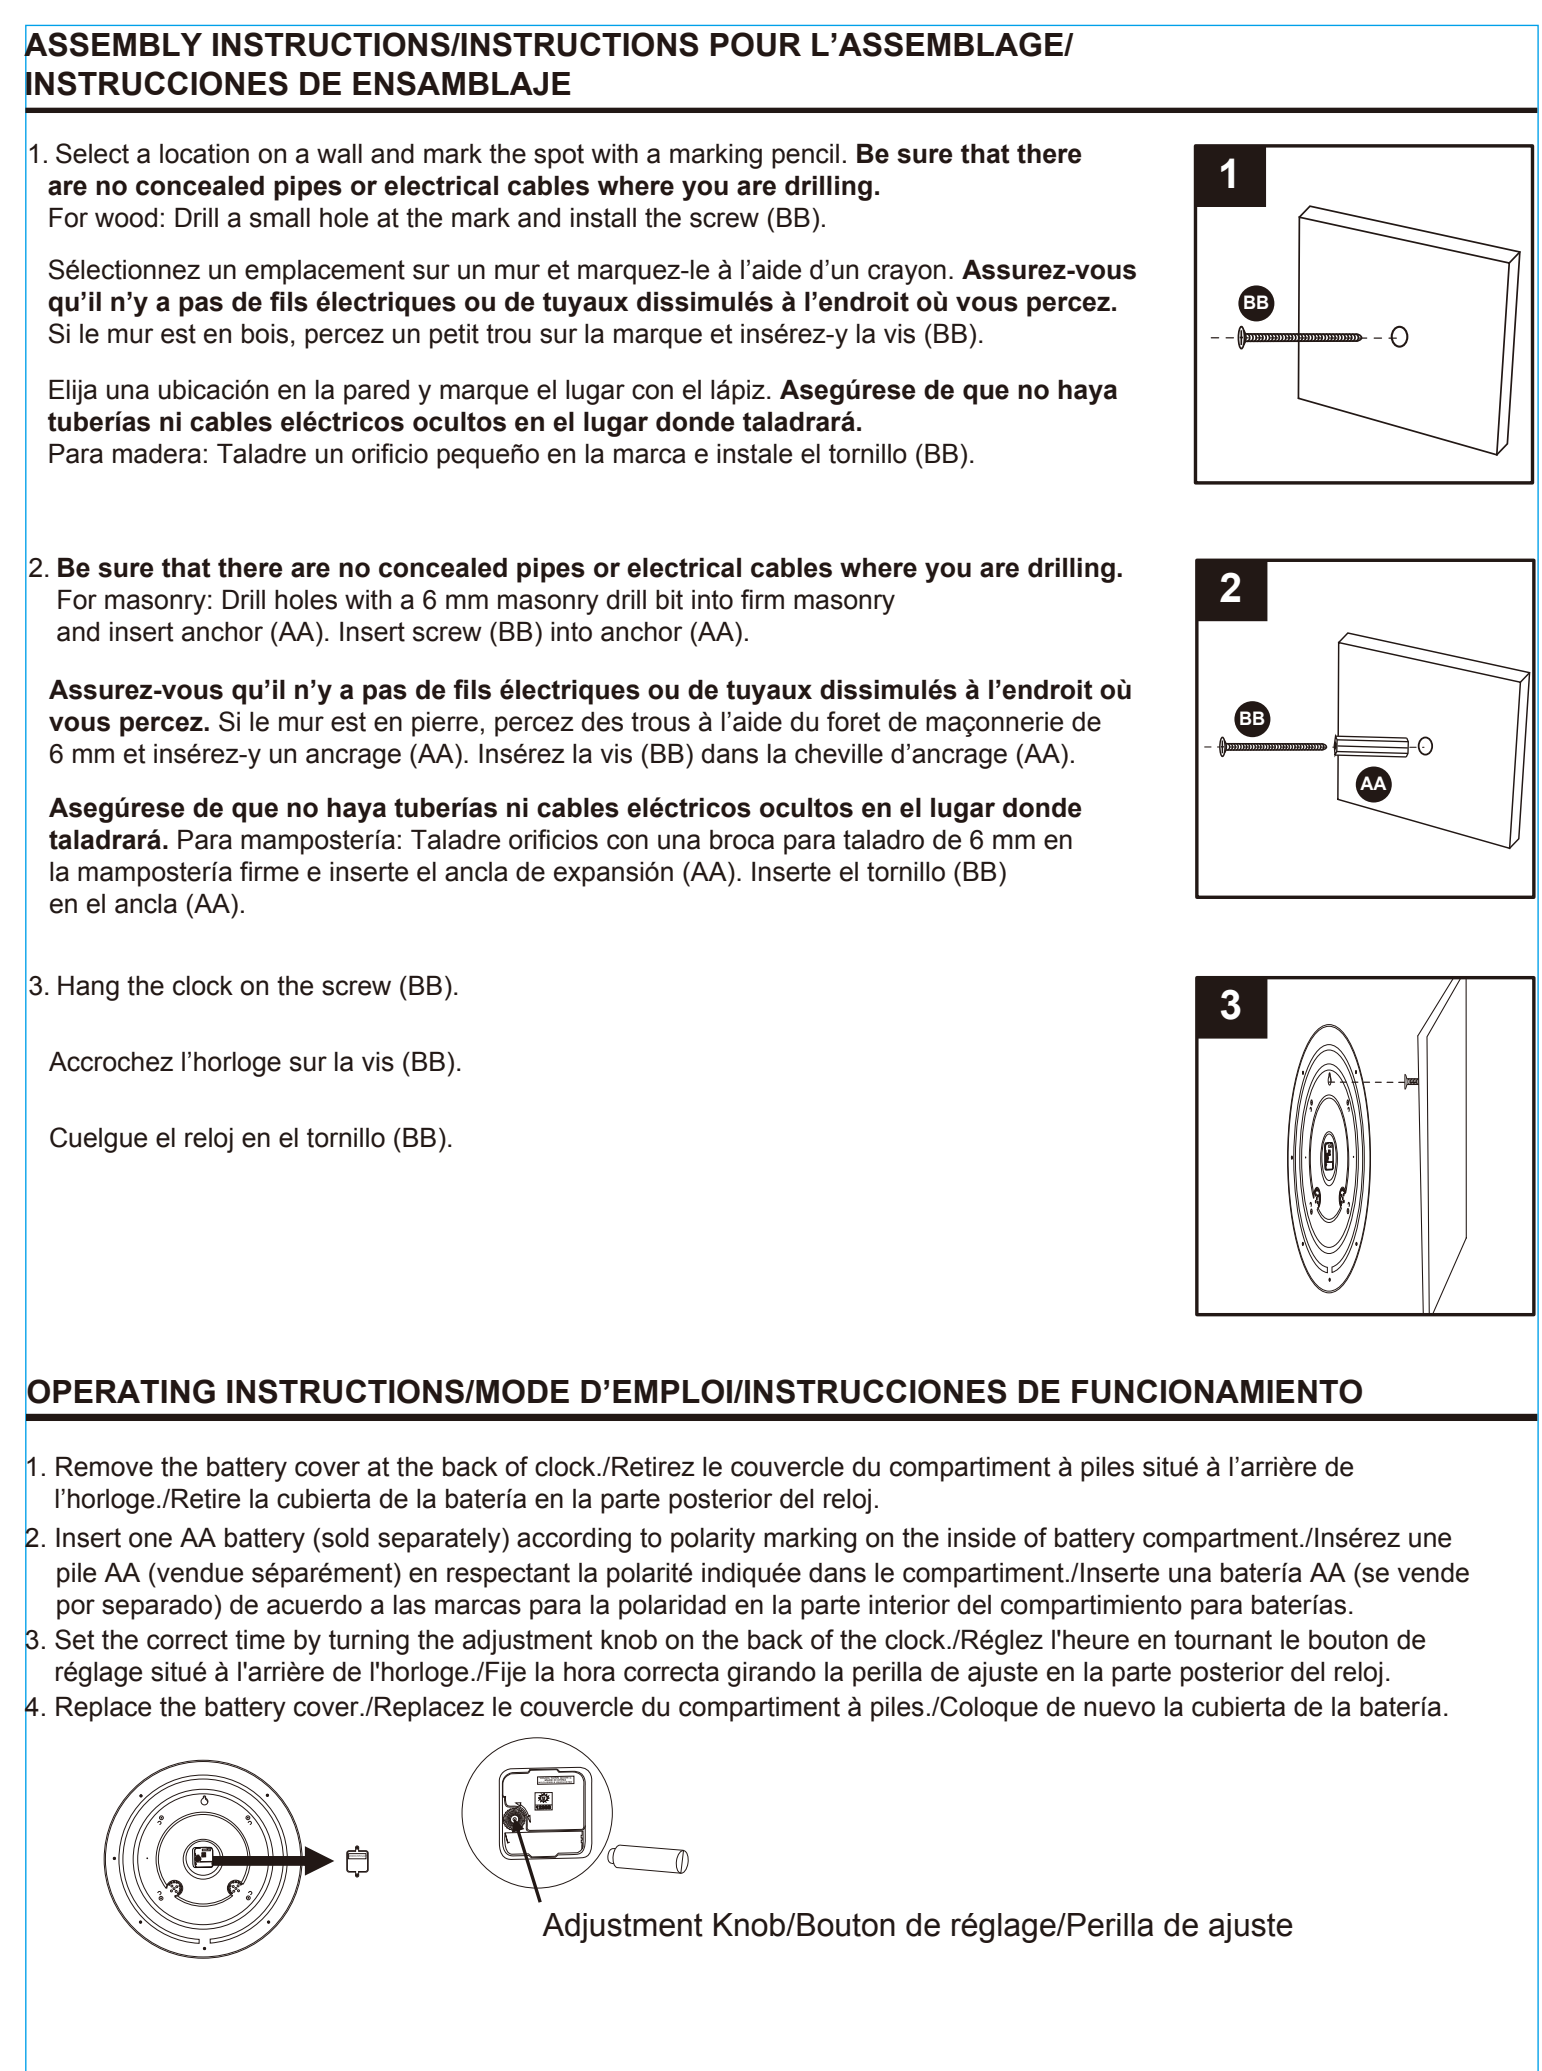 ASSEMBLY INSTRUCTIONS/INSTRUCTIONS POUR L’ASSEMBLAGE/
INSTRUCCIONES DE ENSAMBLAJE
1. Select a location on a wall and mark the spot with a marking pencil. Be sure that there
are no concealed pipes or electrical cables where you are drilling.
For wood: Drill a small hole at the mark and install the screw (BB).
Sélectionnez un emplacement sur un mur et marquez-le à l’aide d’un crayon. Assurez-vous
qu’il n’y a pas de fils électriques ou de tuyaux dissimulés à l’endroit où vous percez.
Si le mur est en bois, percez un petit trou sur la marque et insérez-y la vis (BB).
Elija una ubicación en la pared y marque el lugar con el lápiz. Asegúrese de que no haya
tuberías ni cables eléctricos ocultos en el lugar donde taladrará.
Para madera: Taladre un orificio pequeño en la marca e instale el tornillo (BB).
1
BB
2. Be sure that there are no concealed pipes or electrical cables where you are drilling.
For masonry: Drill holes with a 6 mm masonry drill bit into firm masonry
and insert anchor (AA). Insert screw (BB) into anchor (AA).
Assurez-vous qu’il n’y a pas de fils électriques ou de tuyaux dissimulés à l’endroit où
vous percez. Si le mur est en pierre, percez des trous à l’aide du foret de maçonnerie de
6 mm et insérez-y un ancrage (AA). Insérez la vis (BB) dans la cheville d’ancrage (AA).
Asegúrese de que no haya tuberías ni cables eléctricos ocultos en el lugar donde
taladrará. Para mampostería: Taladre orificios con una broca para taladro de 6 mm en
la mampostería firme e inserte el ancla de expansión (AA). Inserte el tornillo (BB)
en el ancla (AA).
2
BB
AA
3. Hang the clock on the screw (BB).
Accrochez l’horloge sur la vis (BB).
Cuelgue el reloj en el tornillo (BB).
3
OPERATING INSTRUCTIONS/MODE D’EMPLOI/INSTRUCCIONES DE FUNCIONAMIENTO
1. Remove the battery cover at the back of clock./Retirez le couvercle du compartiment à piles situé à l’arrière de
l’horloge./Retire la cubierta de la batería en la parte posterior del reloj.
2. Insert one AA battery (sold separately) according to polarity marking on the inside of battery compartment./Insérez une
pile AA (vendue séparément) en respectant la polarité indiquée dans le compartiment./Inserte una batería AA (se vende
por separado) de acuerdo a las marcas para la polaridad en la parte interior del compartimiento para baterías.
3. Set the correct time by turning the adjustment knob on the back of the clock./Réglez l'heure en tournant le bouton de
réglage situé à l'arrière de l'horloge./Fije la hora correcta girando la perilla de ajuste en la parte posterior del reloj.
4. Replace the battery cover./Replacez le couvercle du compartiment à piles./Coloque de nuevo la cubierta de la batería.
Adjustment Knob/Bouton de réglage/Perilla de ajuste